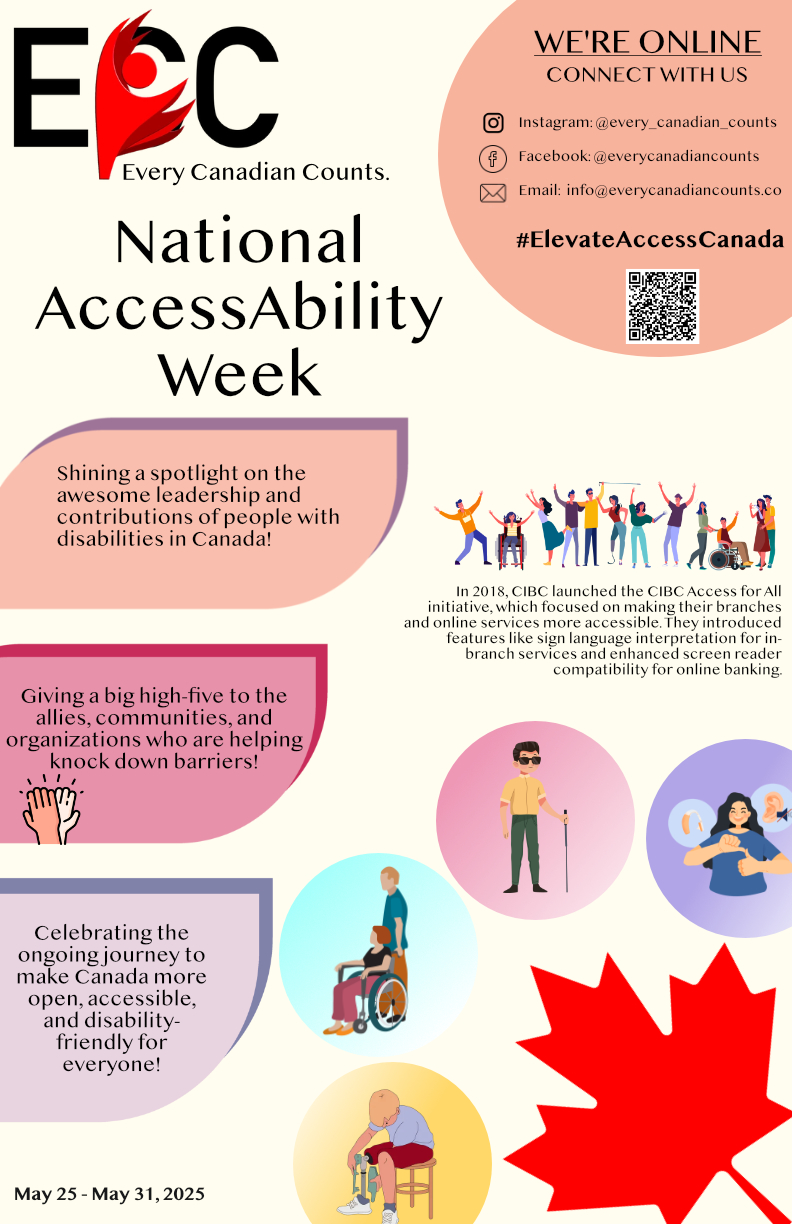 ECC
Every Canadian Counts.
WE'RE ONLINE
CONNECT WITH US
Instagram: @every_canadian_counts
Facebook: @everycanadiancounts
Email: info@everycanadiancounts.co
#ElevateAccessCanada
National
AccessAbility
Week
Shining a spotlight on the
awesome leadership and
contributions of people with
disabilities in Canada!
In 2018, CIBC launched the CIBC Access for All
initiative, which focused on making their branches
and online services more accessible. They introduced
features like sign language interpretation for in-
branch services and enhanced screen reader
compatibility for online banking.
Giving a big high-five to the
allies, communities, and
organizations who are helping
knock down barriers!
Celebrating the
ongoing journey to
make Canada more
open, accessible,
and disability-
friendly for
everyone!
May 25 - May 31, 2025